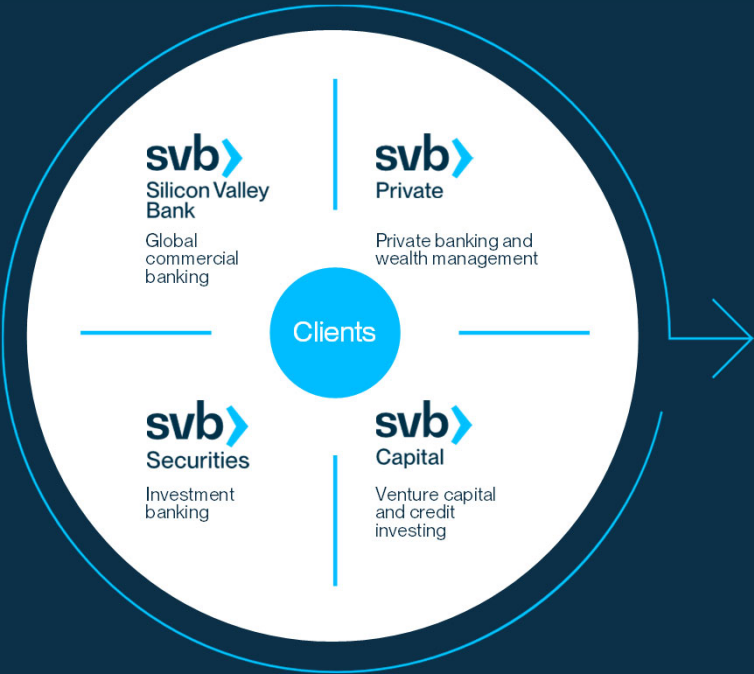 svb
Silicon Valley
Bank
Global
commercial
banking
svb
Private
Private banking and
wealth management
Clients
svb
Securities
Investment
banking
svb
Capital
Venture capital
and credit
investing